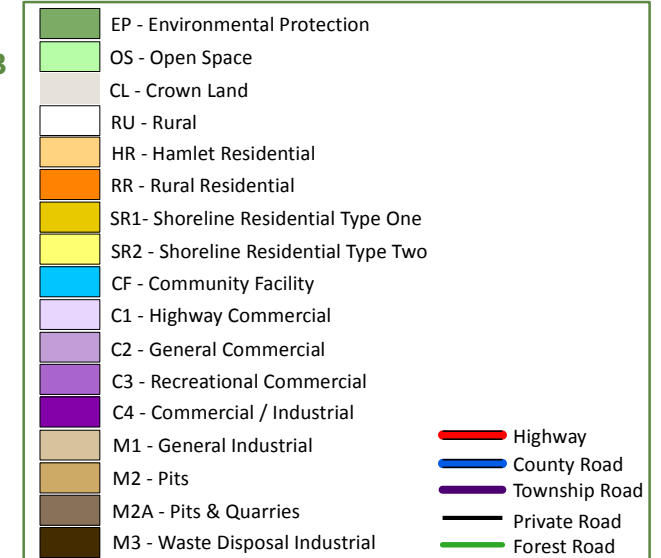 EP - Environmental Protection
OS - Open Space
CL - Crown Land
RU - Rural
HR - Hamlet Residential
RR - Rural Residential
SR1- Shoreline Residential Type One
SR2 - Shoreline Residential Type Two
CF - Community Facility
C1 - Highway Commercial
C2 - General Commercial
C3 - Recreational Commercial
C4 - Commercial / Industrial
M1 - General Industrial
M2 - Pits
M2A - Pits & Quarries
M3 - Waste Disposal Industrial
Highway
County Road
Township Road
Private Road
Forest Road